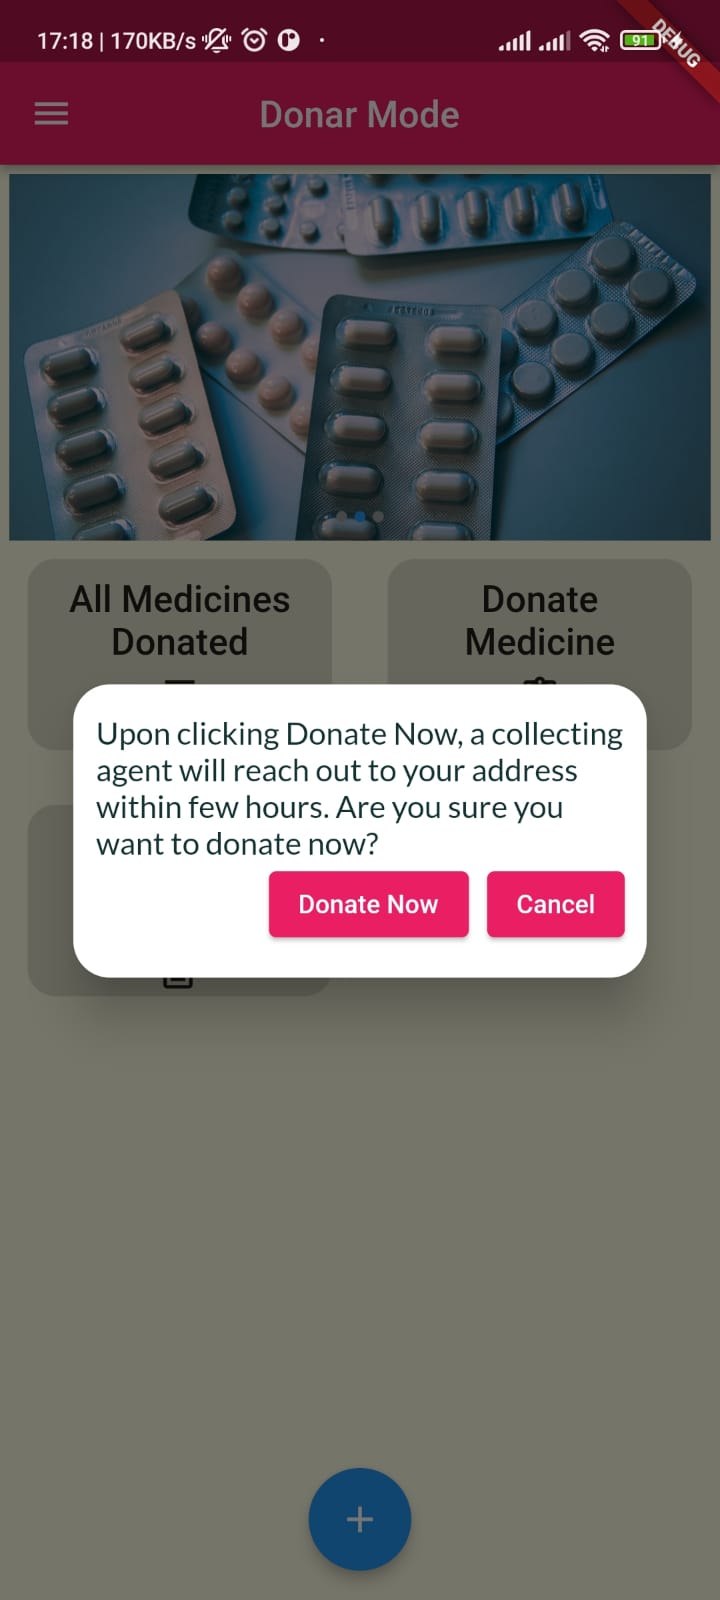 17:18 | 170KB/s
91
DEBUG
Donar Mode
All Medicines
Donated
Donate
Medicine
Upon clicking Donate Now, a collecting
agent will reach out to your address
within few hours. Are you sure you
want to donate now?
Donate Now
Cancel